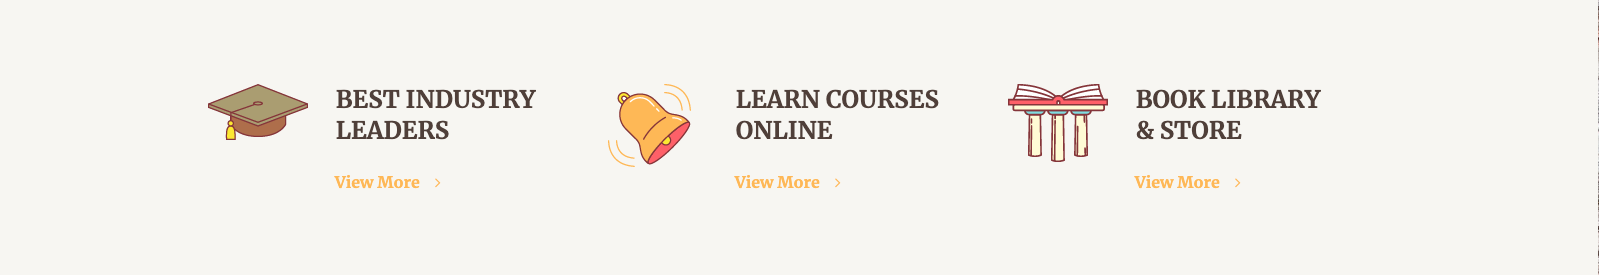 BEST INDUSTRY
LEADERS
View More
LEARN COURSES
ONLINE
View More
BOOK LIBRARY
& STORE
View More